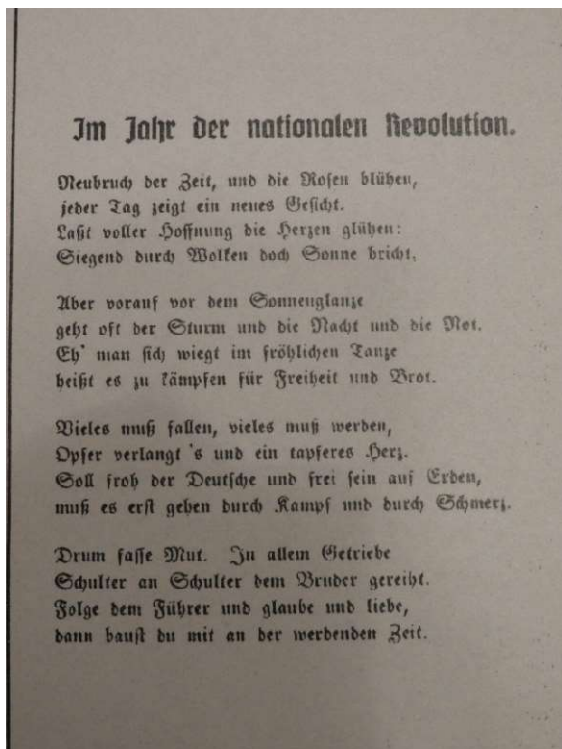 Im Jahr der nationalen Revolution.
Neubruch der Zeit, und die Rosen blühen,
jeder Tag zeigt ein neues Gesicht.
Laßt voller Hoffnung die Herzen glühen:
Siegend durch Wolken doch Sonne bricht.
Aber vorauf vor dem Sonnenglanze
geht oft der Sturm und die Nacht und die Not.
Eh' man sich wiegt im fröhlichen Tanze
heißt es zu kämpfen für Freiheit und Brot.
Vieles muß fallen, vieles muß werden,
Opfer verlangt 's und ein tapferes Herz.
Soll froh der Deutsche und frei sein auf Erden,
muß es erst gehen durch Kampf und durch Schmerz.
Drum fasse Mut. In allem Getriebe
Schulter an Schulter dem Bruder gereiht.
Folge dem Führer und glaube und liebe,
dann baust du mit an der werdenden Zeit.